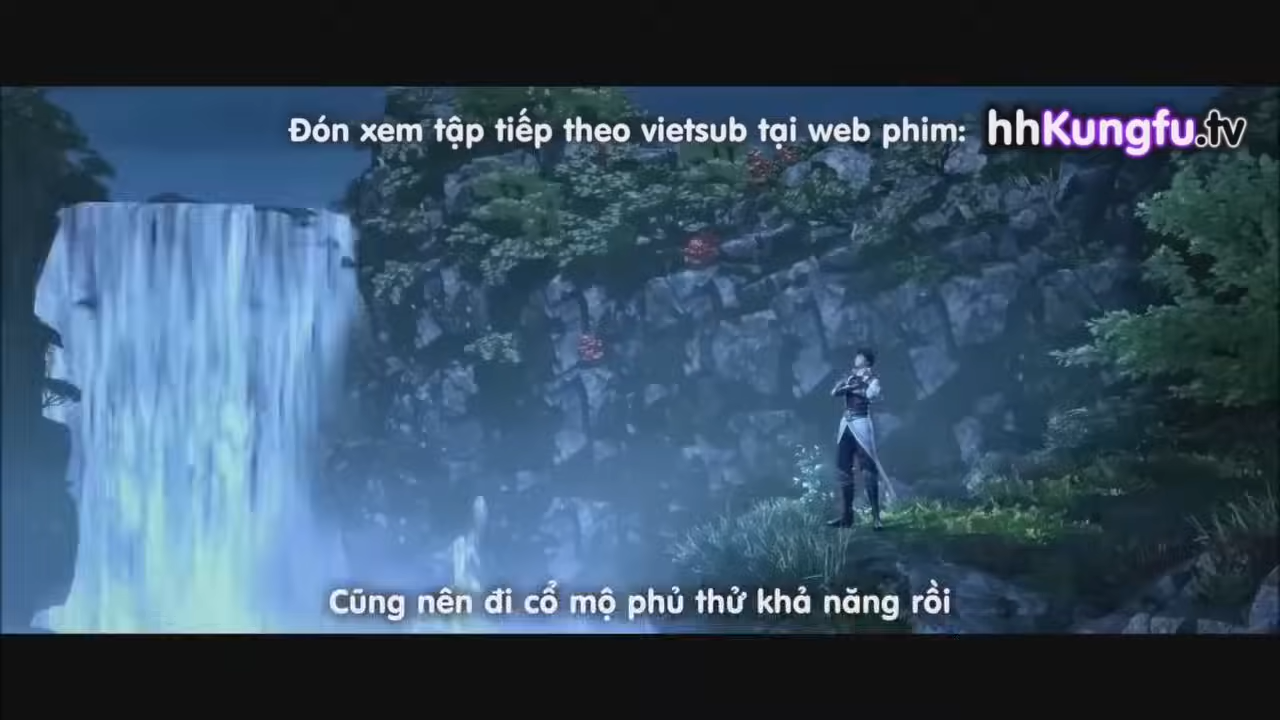 Đón xem tập tiếp theo vietsub tại web phim: hhKungfu.tv
Cũng nên đi cổ mộ phủ thử khả năng rồi